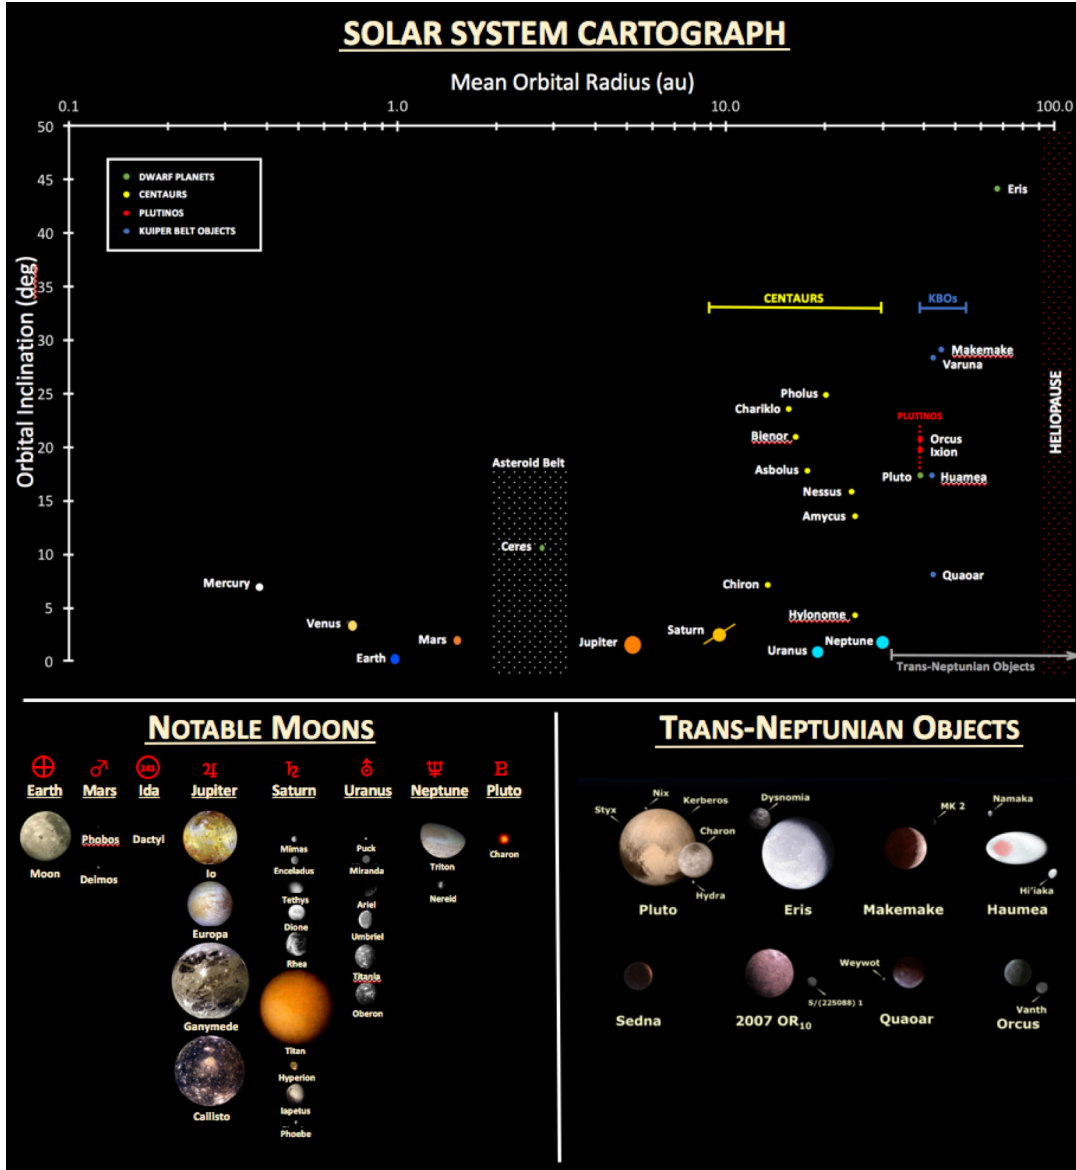 SOLAR SYSTEM CARTOGRAPH
Mean Orbital Radius (au)
0.1 1.0 10.0 100.0
Orbital Inclination (deg)
50
45
40
35
30
25
20
15
10
5
0
DWARF PLANETS
CENTAURS
PLUTINOS
KUIPER BELT OBJECTS
Eris
CENTAURS
KBOs
Makemake
Varuna
Pholus
Chariklo
PLUTINOS
Bienor
Orcus
Ixion
HELIOPAUSE
Asteroid Belt
Asbolus
Pluto
Huamea
Nessus
Amycus
Ceres
Mercury
Chiron
Quaoar
Venus
Hylonome
Mars
Saturn
Jupiter
Neptune
Earth
Uranus
Trans-Neptunian Objects
NOTABLE MOONS
243
Earth Mars Ida Jupiter Saturn Uranus Neptune Pluto
Moon
Phobos
Deimos
Dactyl
Io
Europa
Ganymede
Callisto
Mimas
Enceladus
Tethys
Dione
Rhea
Titan
Hyperion
Iapetus
Phoebe
Puck
Miranda
Ariel
Umbriel
Titania
Oberon
Triton
Nereid
Charon
TRANS-NEPTUNIAN OBJECTS
Styx
Nix
Kerberos
Charon
Hydra
Pluto
Dysnomia
Eris
MK 2
Makemake
Namaka
Hi'iaka
Haumea
Sedna
S/(225088) 1
2007 OR10
Weywot
Quaoar
Vanth
Orcus